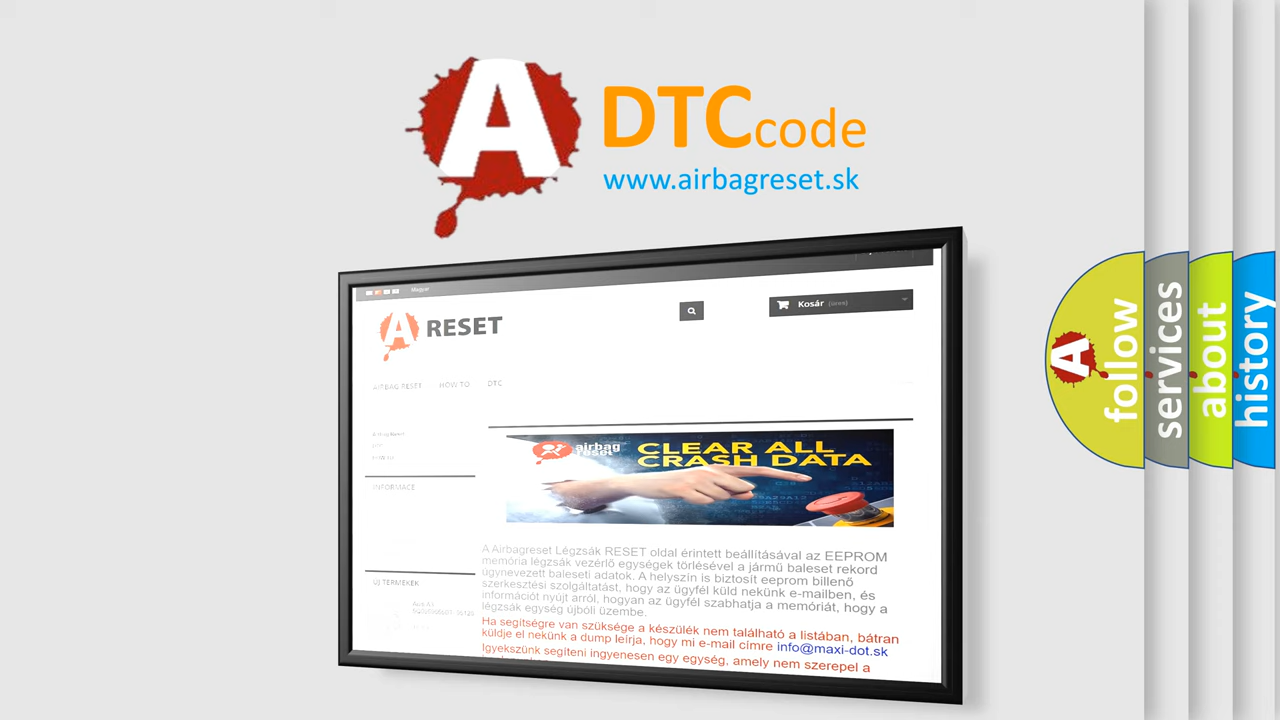 A
DTC code
www.airbagreset.sk
Magyar
A RESET
Kosár (üres)
AIRBAG RESET HOW TO DTC
INFORMACE
ÚJ TERMÉKEK
airbag
reset
CLEAR ALL
CRASH DATA
A Airbagreset Légzsák RESET oldal érintett beállításával az EEPROM
memória légzsák vezérlő egységek törlésével a jármű baleset rekord
úgynevezett baleseti adatok. A helyszín is biztosít eeprom billenő
szerkesztési szolgáltatást, hogy az ügyfél küld nekünk e-mailben, és
információt nyújt arról, hogyan az ügyfél szabhatja a memóriát, hogy a
légzsák egység újbóli üzembe.
Ha segítségre van szüksége a készülék nem található a listában, bátran
küldje el nekünk a dump leírja, hogy mi e-mail címre info@maxi-dot.sk
Igyekszünk segíteni ingyenesen egy egység, amely nem szerepel a
A
follow
services
about
history